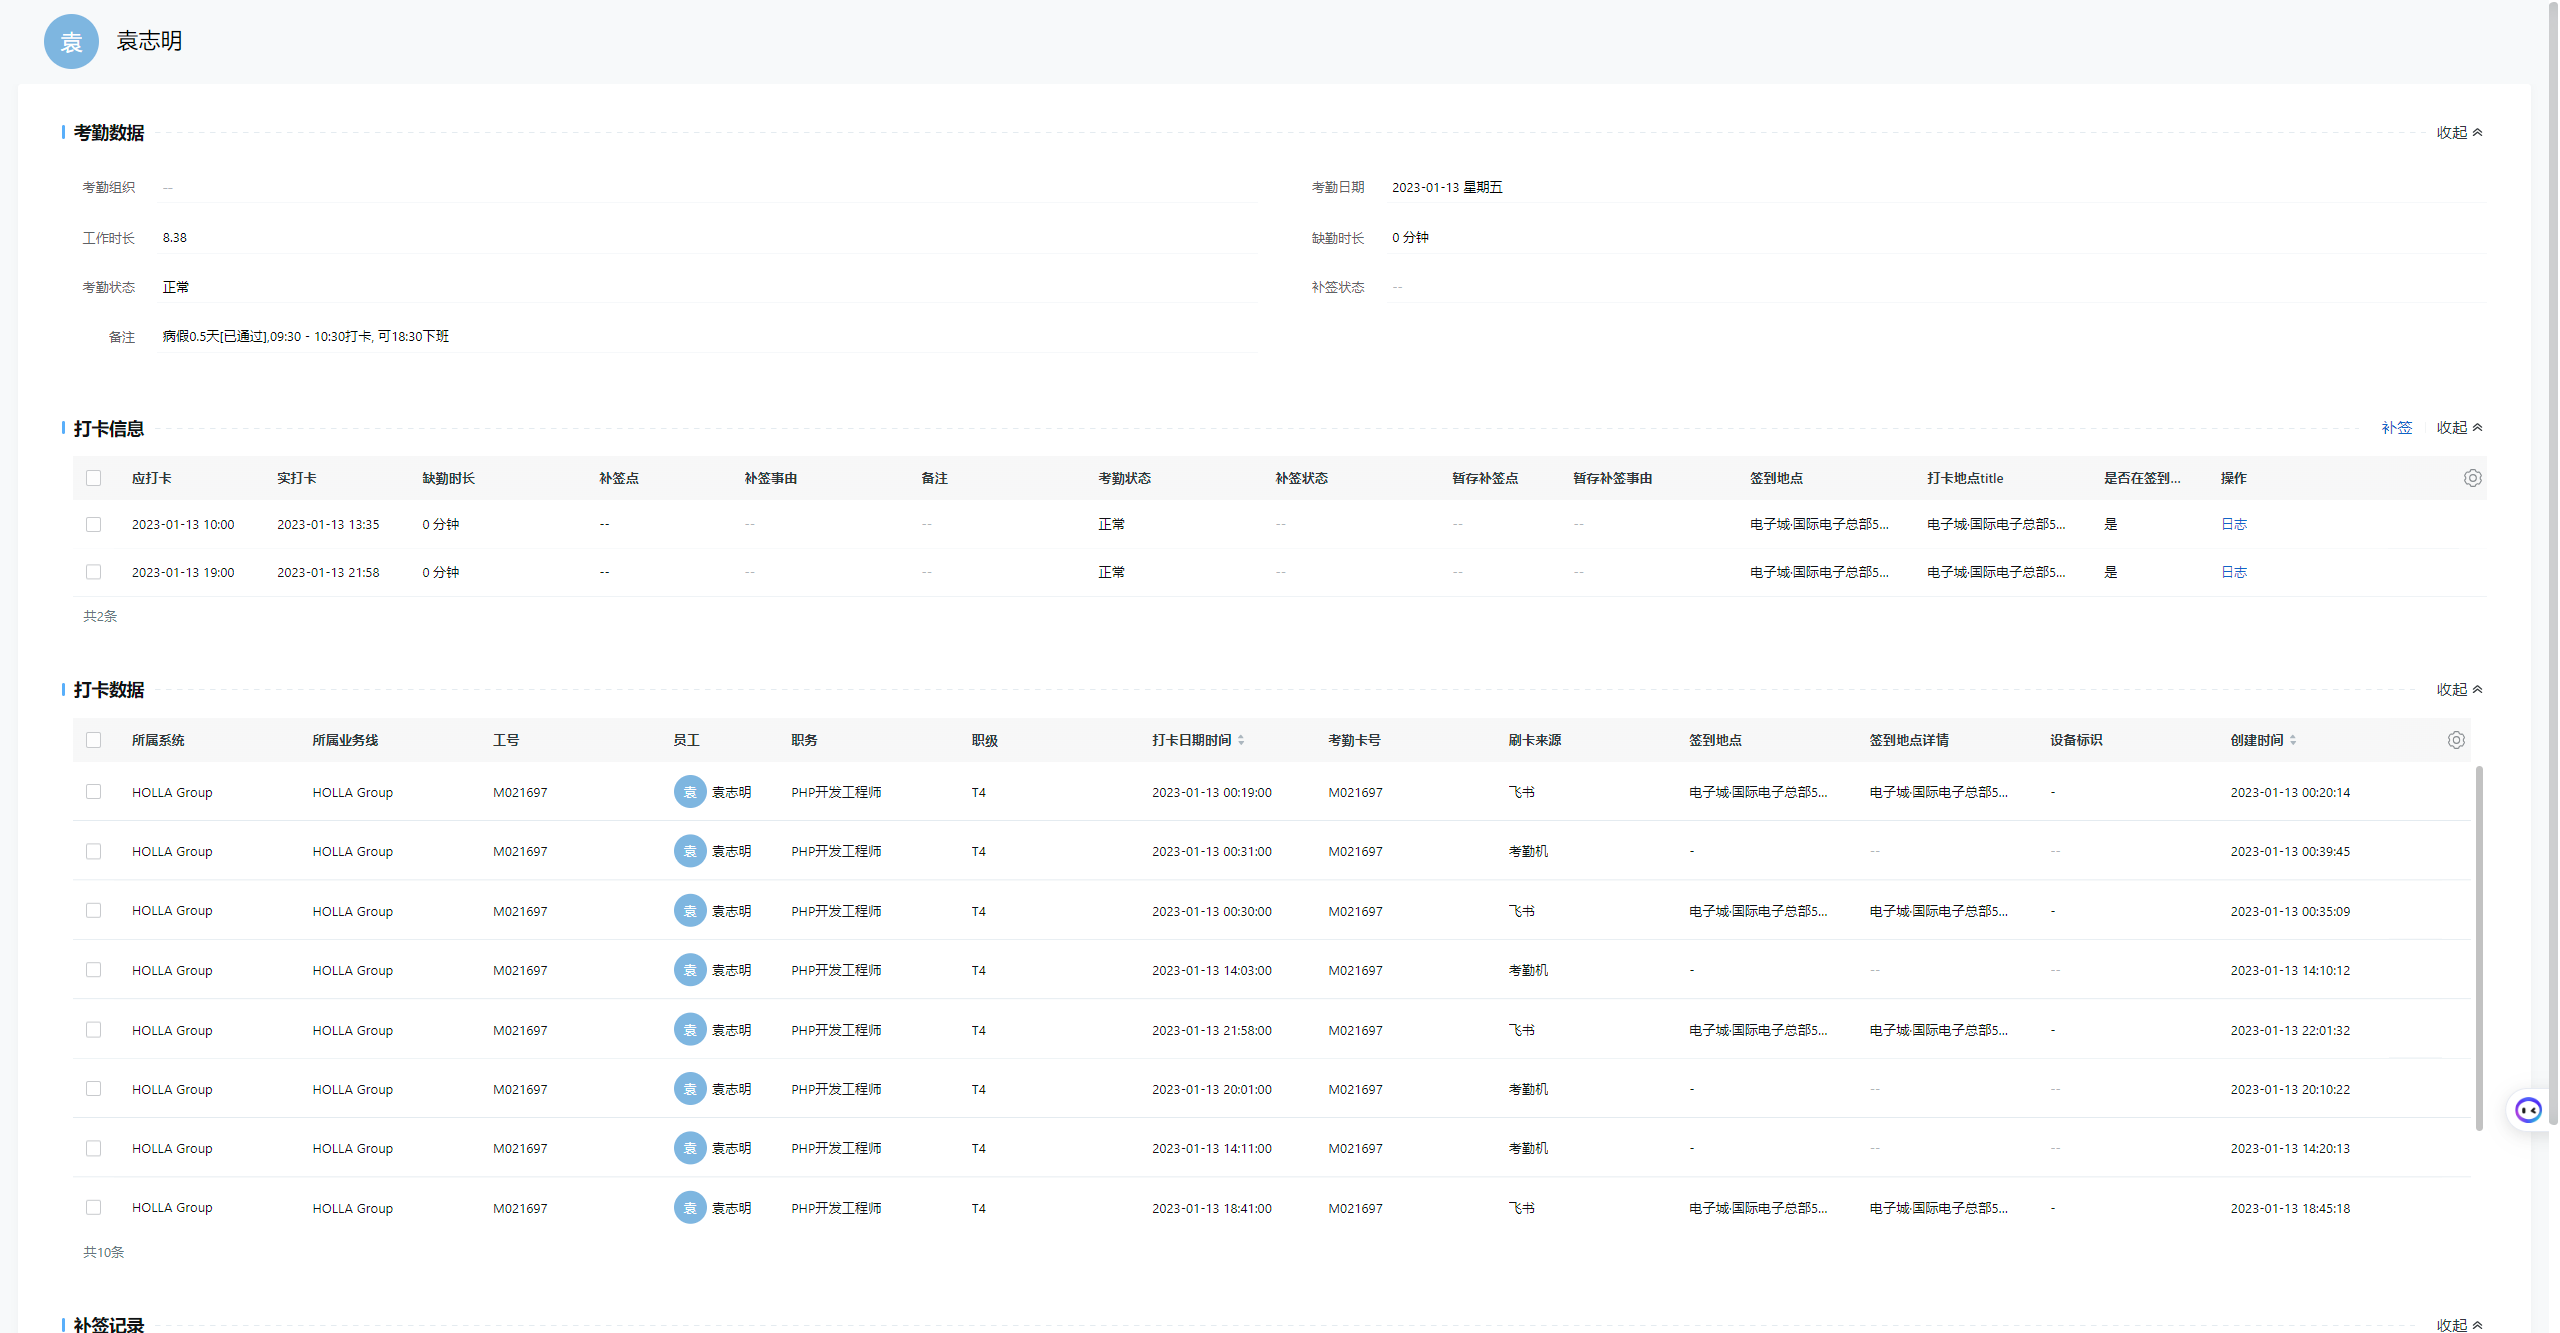 袁 袁志明
考勤数据 收起
考勤组织 -- 考勤日期 2023-01-13 星期五
工作时长 8.38 缺勤时长 0 分钟
考勤状态 正常 补签状态 --
备注 病假0.5天[已通过],09:30 - 10:30打卡, 可18:30下班
打卡信息 补签 收起
应打卡 实打卡 缺勤时长 补签点 补签事由 备注 考勤状态 补签状态 暂存补签点 暂存补签事由 签到地点 打卡地点title 是否在签到... 操作
2023-01-13 10:00 2023-01-13 13:35 0 分钟 -- -- -- 正常 -- -- -- 电子城·国际电子总部5... 电子城·国际电子总部5... 是 日志
2023-01-13 19:00 2023-01-13 21:58 0 分钟 -- -- -- 正常 -- -- -- 电子城·国际电子总部5... 电子城·国际电子总部5... 是 日志
共2条
打卡数据 收起
所属系统 所属业务线 工号 员工 职务 职级 打卡日期时间 考勤卡号 刷卡来源 签到地点 签到地点详情 设备标识 创建时间
HOLLA Group HOLLA Group M021697 袁 袁志明 PHP开发工程师 T4 2023-01-13 00:19:00 M021697 飞书 电子城·国际电子总部5... 电子城·国际电子总部5... - 2023-01-13 00:20:14
HOLLA Group HOLLA Group M021697 袁 袁志明 PHP开发工程师 T4 2023-01-13 00:31:00 M021697 考勤机 - -- -- 2023-01-13 00:39:45
HOLLA Group HOLLA Group M021697 袁 袁志明 PHP开发工程师 T4 2023-01-13 00:30:00 M021697 飞书 电子城·国际电子总部5... 电子城·国际电子总部5... - 2023-01-13 00:35:09
HOLLA Group HOLLA Group M021697 袁 袁志明 PHP开发工程师 T4 2023-01-13 14:03:00 M021697 考勤机 - -- -- 2023-01-13 14:10:12
HOLLA Group HOLLA Group M021697 袁 袁志明 PHP开发工程师 T4 2023-01-13 21:58:00 M021697 飞书 电子城·国际电子总部5... 电子城·国际电子总部5... - 2023-01-13 22:01:32
HOLLA Group HOLLA Group M021697 袁 袁志明 PHP开发工程师 T4 2023-01-13 20:01:00 M021697 考勤机 - -- -- 2023-01-13 20:10:22
HOLLA Group HOLLA Group M021697 袁 袁志明 PHP开发工程师 T4 2023-01-13 14:11:00 M021697 考勤机 - -- -- 2023-01-13 14:20:13
HOLLA Group HOLLA Group M021697 袁 袁志明 PHP开发工程师 T4 2023-01-13 18:41:00 M021697 飞书 电子城·国际电子总部5... 电子城·国际电子总部5... - 2023-01-13 18:45:18
共10条
补签记录 收起